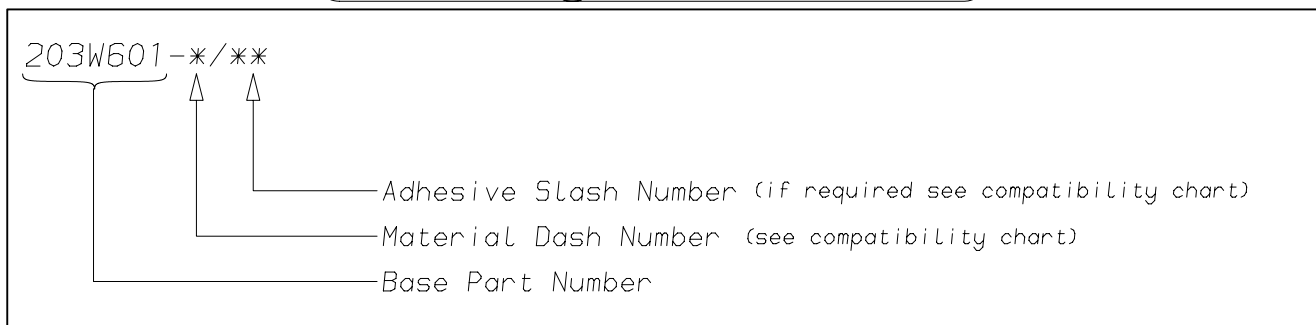 203W601-*/**
Adhesive Slash Number (if required see compatibility chart)
Material Dash Number (see compatibility chart)
Base Part Number